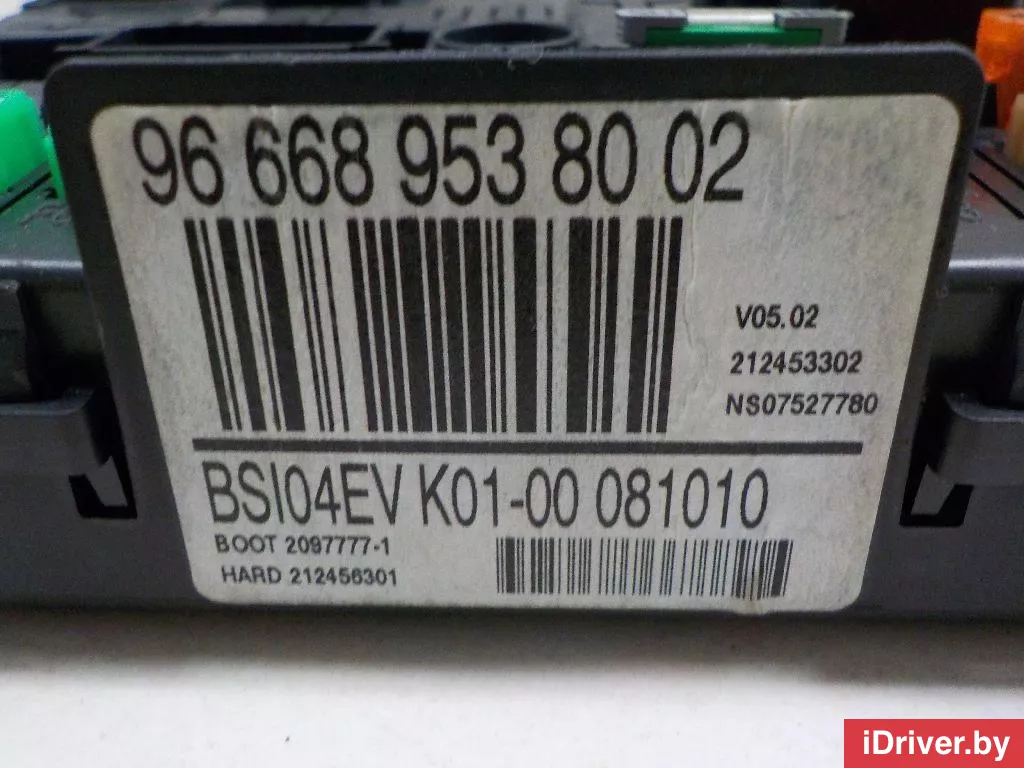 96 668 953 80 02
V05.02
212453302
NS07527780
BSI04EV K01-00 081010
BOOT 2097777-1
HARD 212456301
iDriver.by